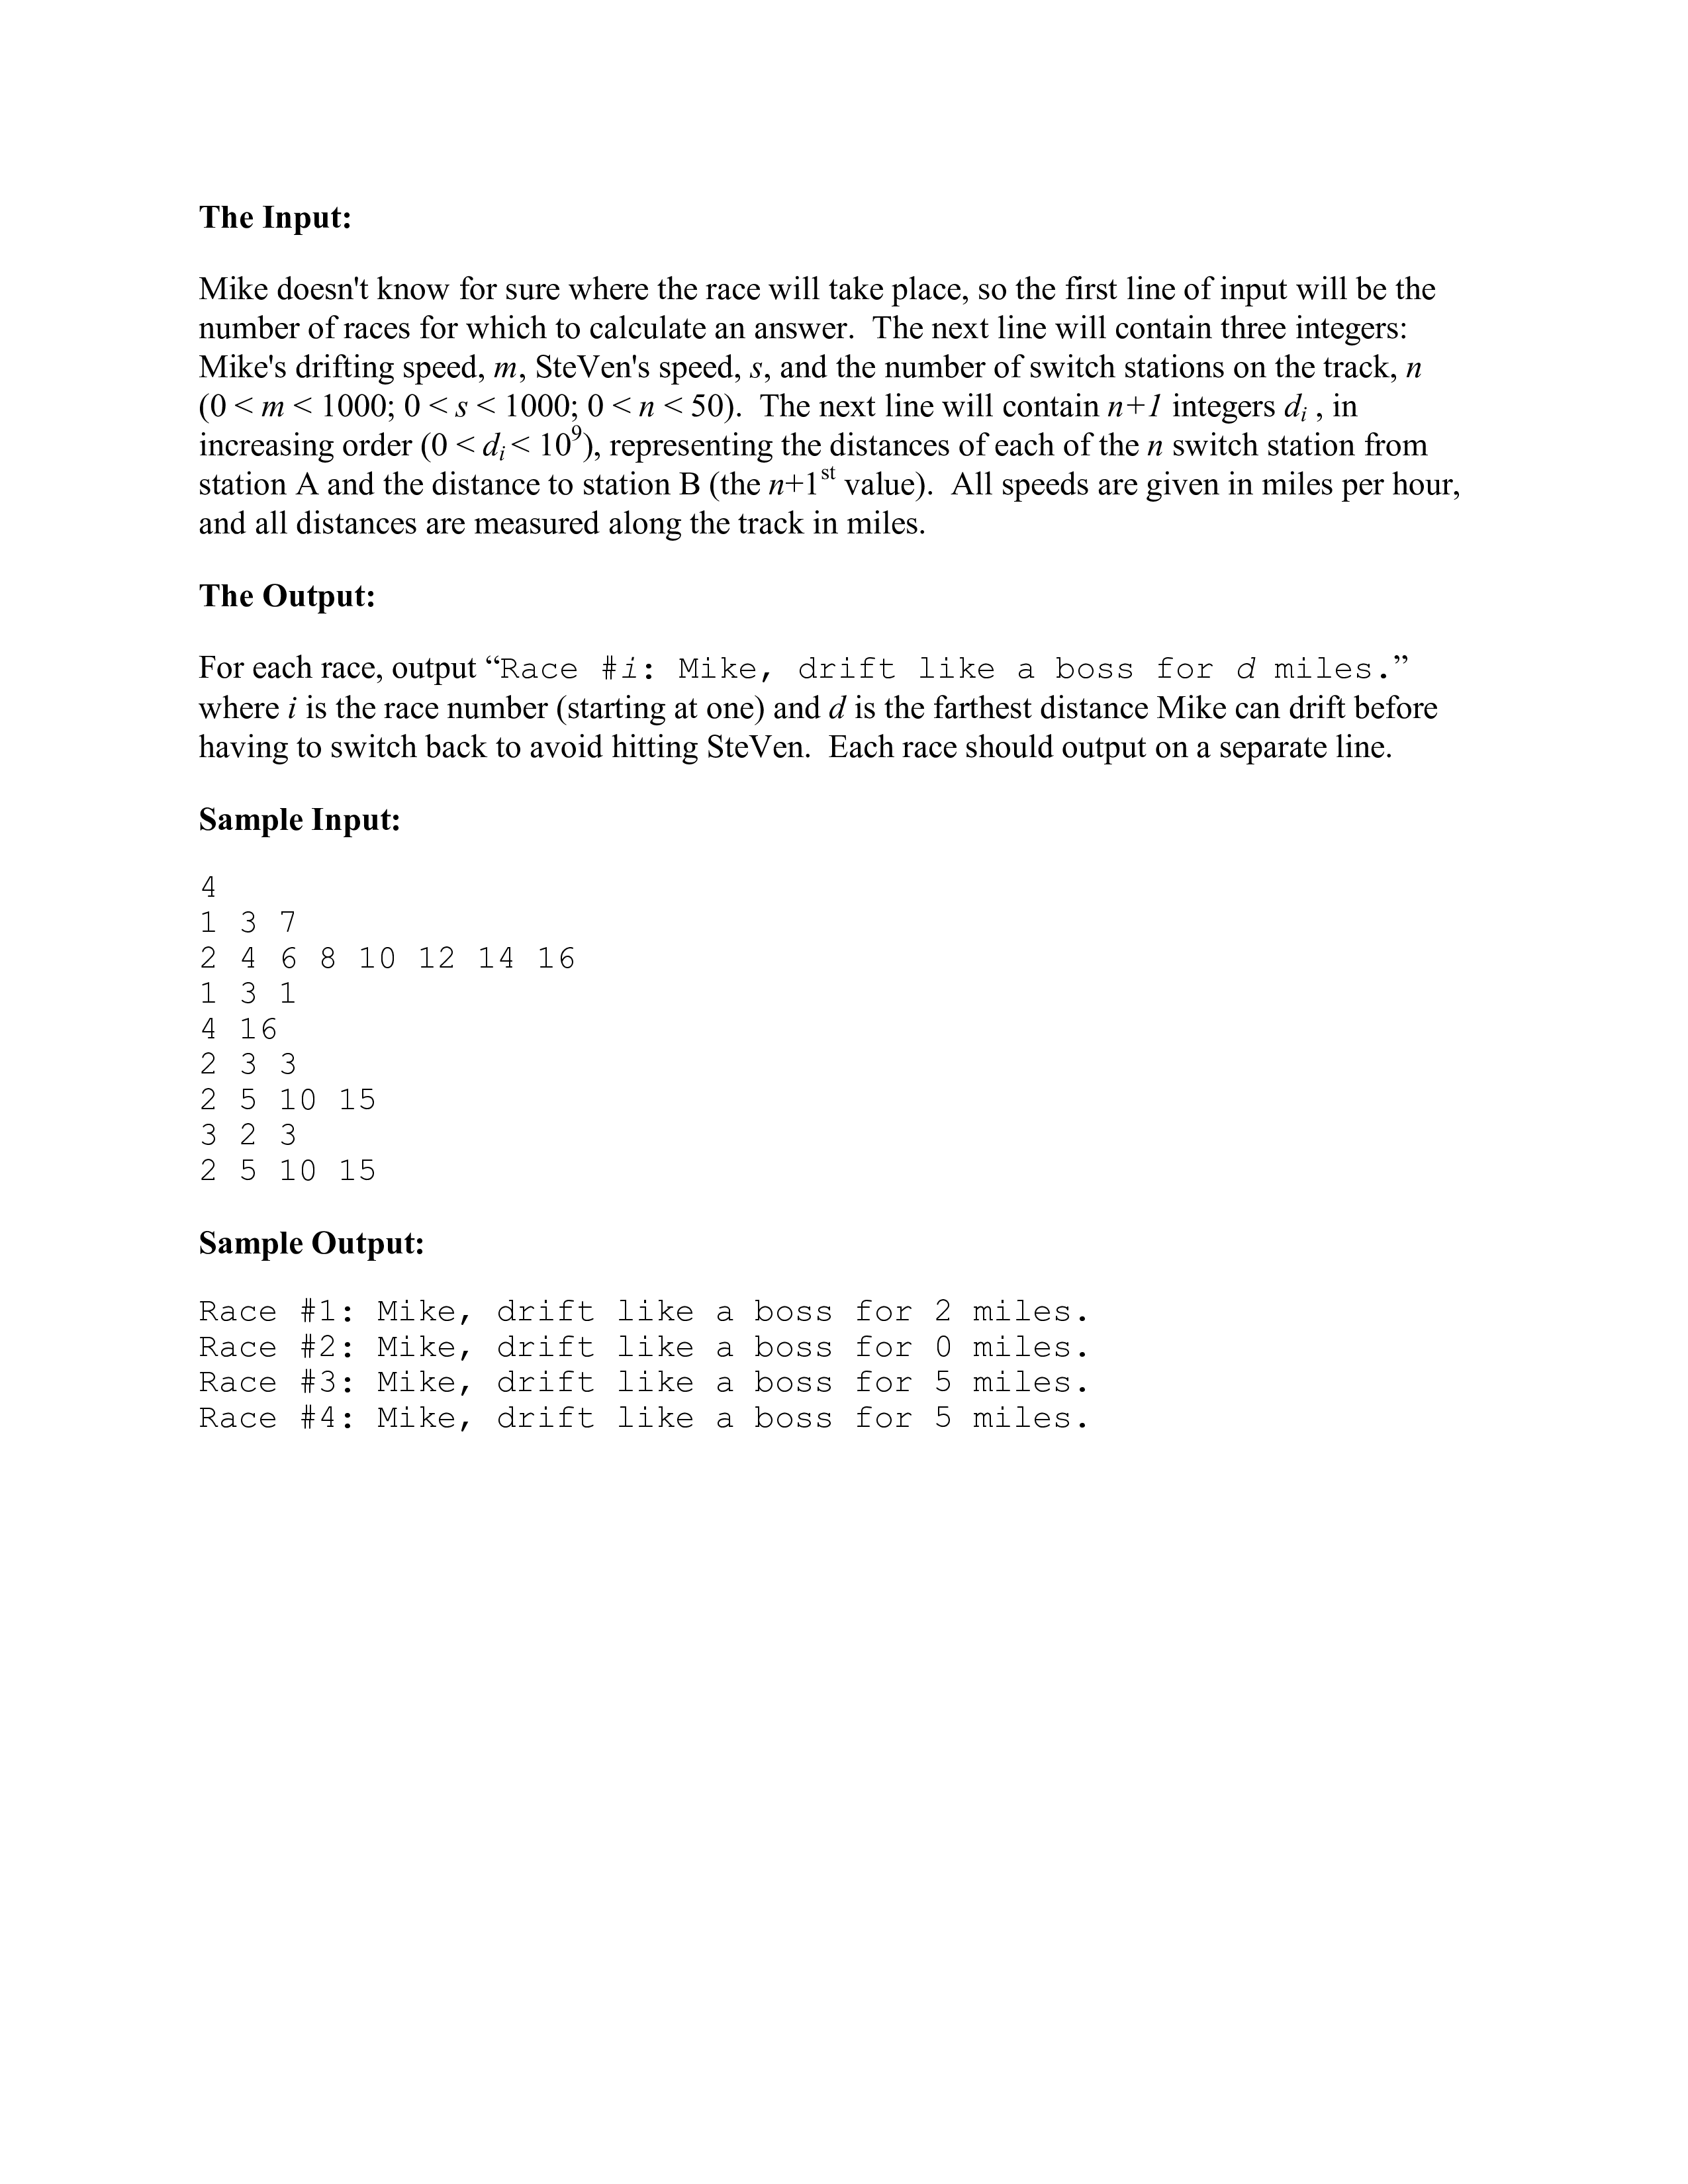 The Input:
Mike doesn't know for sure where the race will take place, so the first line of input will be the
number of races for which to calculate an answer.  The next line will contain three integers:
Mike's drifting speed, m, SteVen's speed, s, and the number of switch stations on the track, n
(0 < m < 1000; 0 < s < 1000; 0 < n < 50).  The next line will contain n+1 integers di , in
increasing order (0 < di < 10^9), representing the distances of each of the n switch station from
station A and the distance to station B (the n+1st value).  All speeds are given in miles per hour,
and all distances are measured along the track in miles.
The Output:
For each race, output “Race #i: Mike, drift like a boss for d miles.”
where i is the race number (starting at one) and d is the farthest distance Mike can drift before
having to switch back to avoid hitting SteVen.  Each race should output on a separate line.
Sample Input:
4
1 3 7
2 4 6 8 10 12 14 16
1 3 1
4 16
2 3 3
2 5 10 15
3 2 3
2 5 10 15
Sample Output:
Race #1: Mike, drift like a boss for 2 miles.
Race #2: Mike, drift like a boss for 0 miles.
Race #3: Mike, drift like a boss for 5 miles.
Race #4: Mike, drift like a boss for 5 miles.